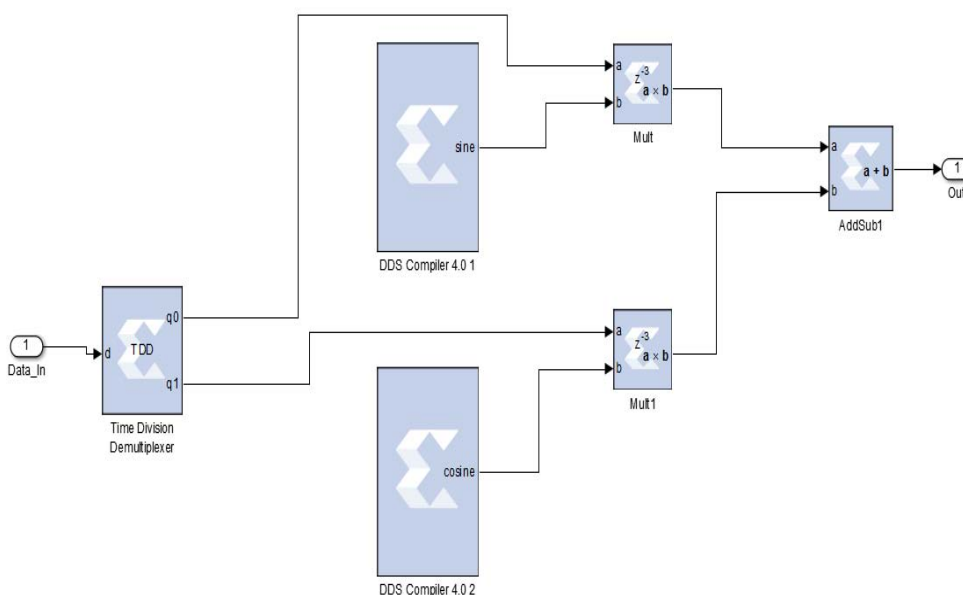 a
z-3
a × b
b
Mult
sine
DDS Compiler 4.0 1
a
a + b
b
AddSub1
1
Out
1
Data_In
d
TDD
q0
q1
Time Division
Demultiplexer
a
z-3
a × b
b
Mult1
cosine
DDS Compiler 4.0 2